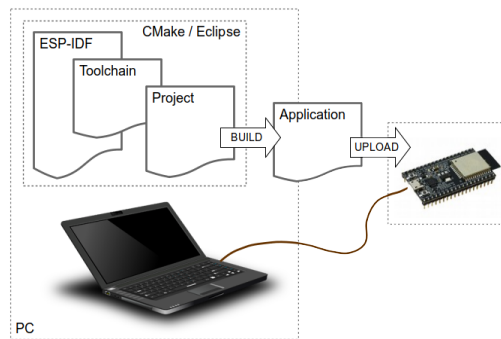 ESP-IDF
CMake / Eclipse
Toolchain
Project
Application
BUILD
UPLOAD
PC